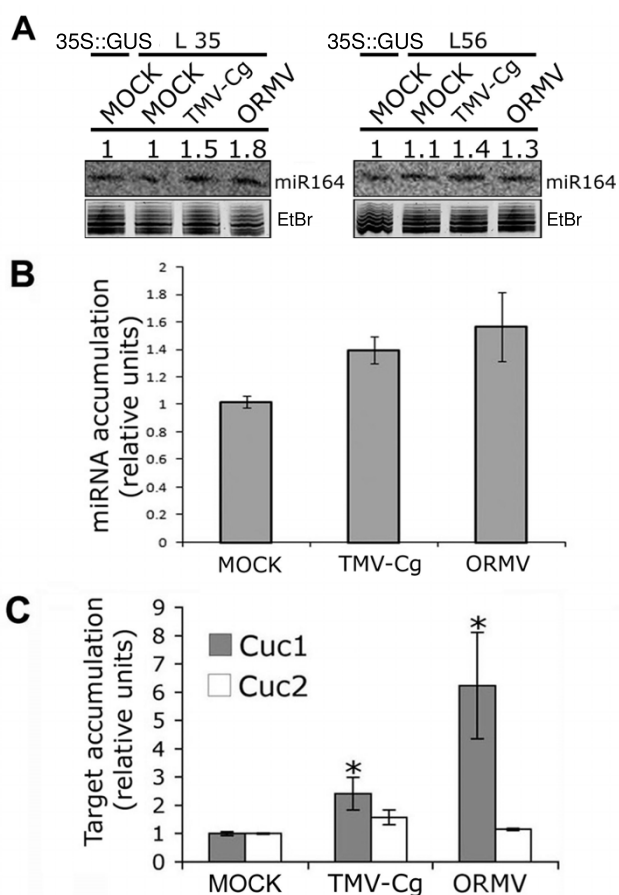 A
35S::GUS L 35 35S::GUS L56
MOCK MOCK TMV-Cg ORMV MOCK MOCK TMV-Cg ORMV
1 1 1.5 1.8 1 1.1 1.4 1.3
miR164 miR164
EtBr EtBr
B
miRNA accumulation
(relative units)
2
1.8
1.6
1.4
1.2
1
0.8
0.6
0.4
0.2
0
MOCK TMV-Cg ORMV
C
Target accumulation
(relative units)
9
8
7
6
5
4
3
2
1
0
Cuc1
Cuc2
* *
MOCK TMV-Cg ORMV